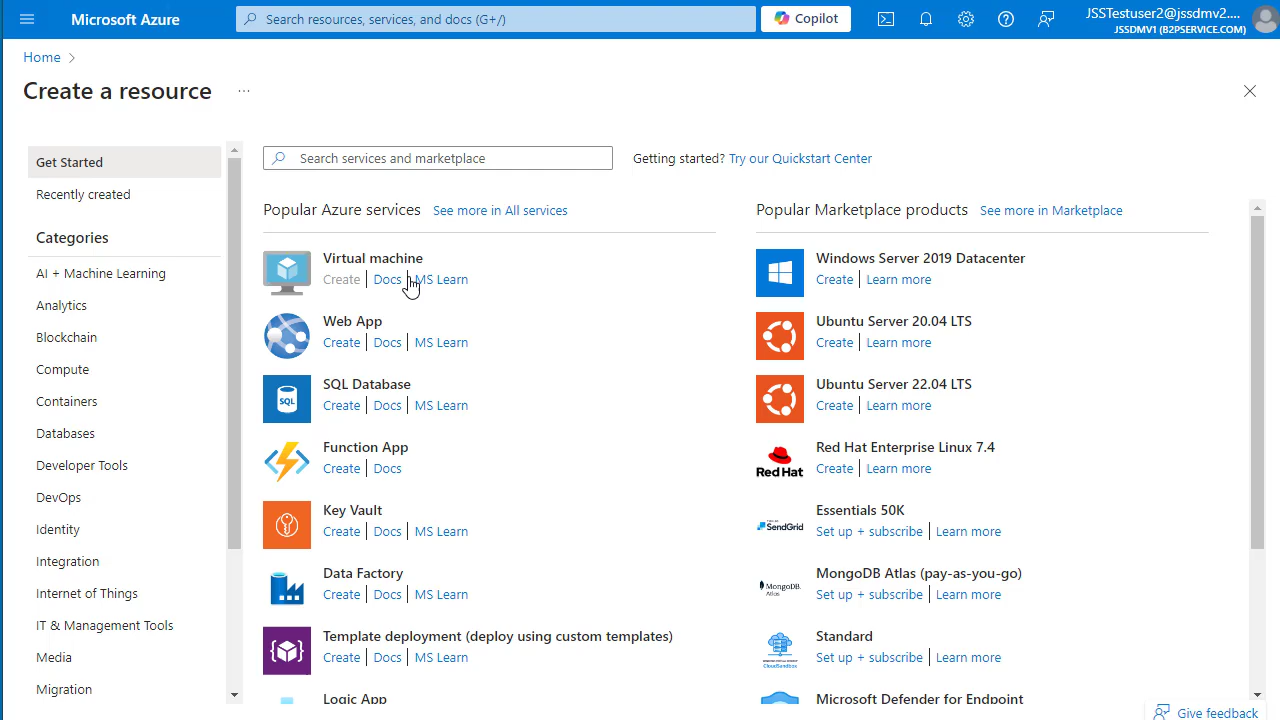 Microsoft Azure
Search resources, services, and docs (G+/)
Copilot
JSSTestuser2@jssdmv2....
JSSDMV1 (B2PSERVICE.COM)
Home
Create a resource
...
Get Started
Recently created
Categories
AI + Machine Learning
Analytics
Blockchain
Compute
Containers
Databases
Developer Tools
DevOps
Identity
Integration
Internet of Things
IT & Management Tools
Media
Migration
Search services and marketplace
Getting started? Try our Quickstart Center
Popular Azure services See more in All services
Virtual machine
Create | Docs | MS Learn
Web App
Create | Docs | MS Learn
SQL Database
Create | Docs | MS Learn
SQL
Function App
Create | Docs
Key Vault
Create | Docs | MS Learn
Data Factory
Create | Docs | MS Learn
Template deployment (deploy using custom templates)
Create | Docs | MS Learn
Logic App
Popular Marketplace products See more in Marketplace
Windows Server 2019 Datacenter
Create | Learn more
Ubuntu Server 20.04 LTS
Create | Learn more
Ubuntu Server 22.04 LTS
Create | Learn more
Red Hat
Red Hat Enterprise Linux 7.4
Create | Learn more
SendGrid
Essentials 50K
Set up + subscribe | Learn more
MongoDB.
Atlas
MongoDB Atlas (pay-as-you-go)
Set up + subscribe | Learn more
CloudSandbox
Standard
Set up + subscribe | Learn more
Microsoft Defender for Endpoint
Give feedback